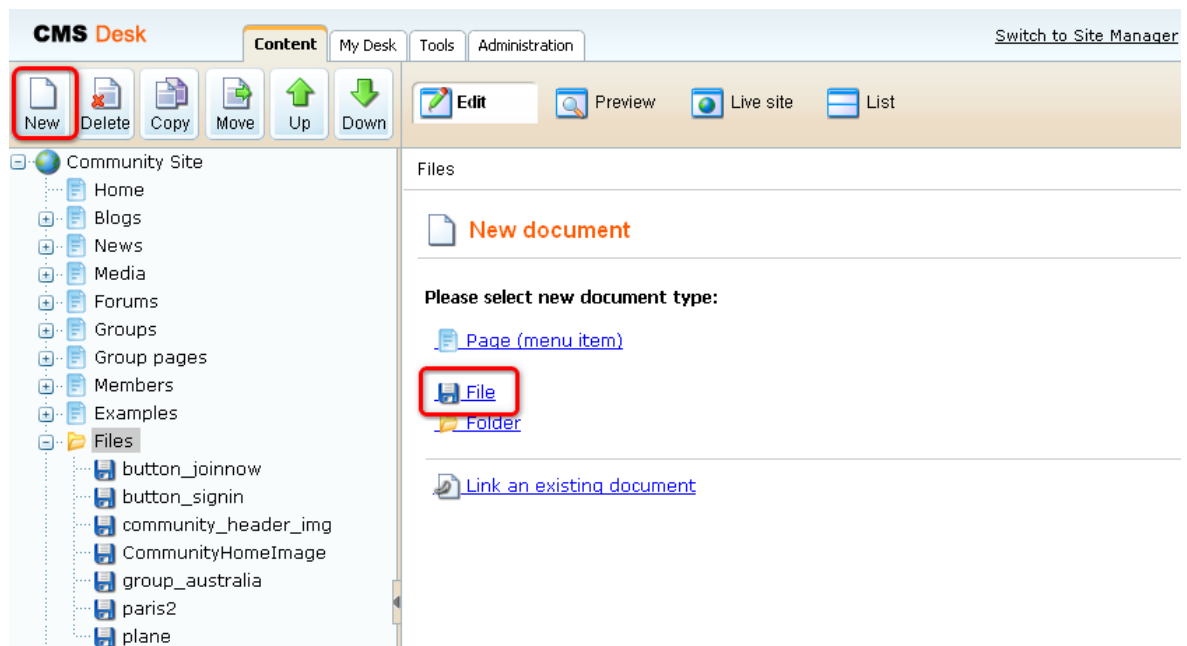 CMS Desk
Content
My Desk
Tools
Administration
Switch to Site Manager
New
Delete
Copy
Move
Up
Down
Edit
Preview
Live site
List
Community Site
Home
Blogs
News
Media
Forums
Groups
Group pages
Members
Examples
Files
button_joinnow
button_signin
community_header_img
CommunityHomeImage
group_australia
paris2
plane
Files
New document
Please select new document type:
Page (menu item)
File
Folder
Link an existing document